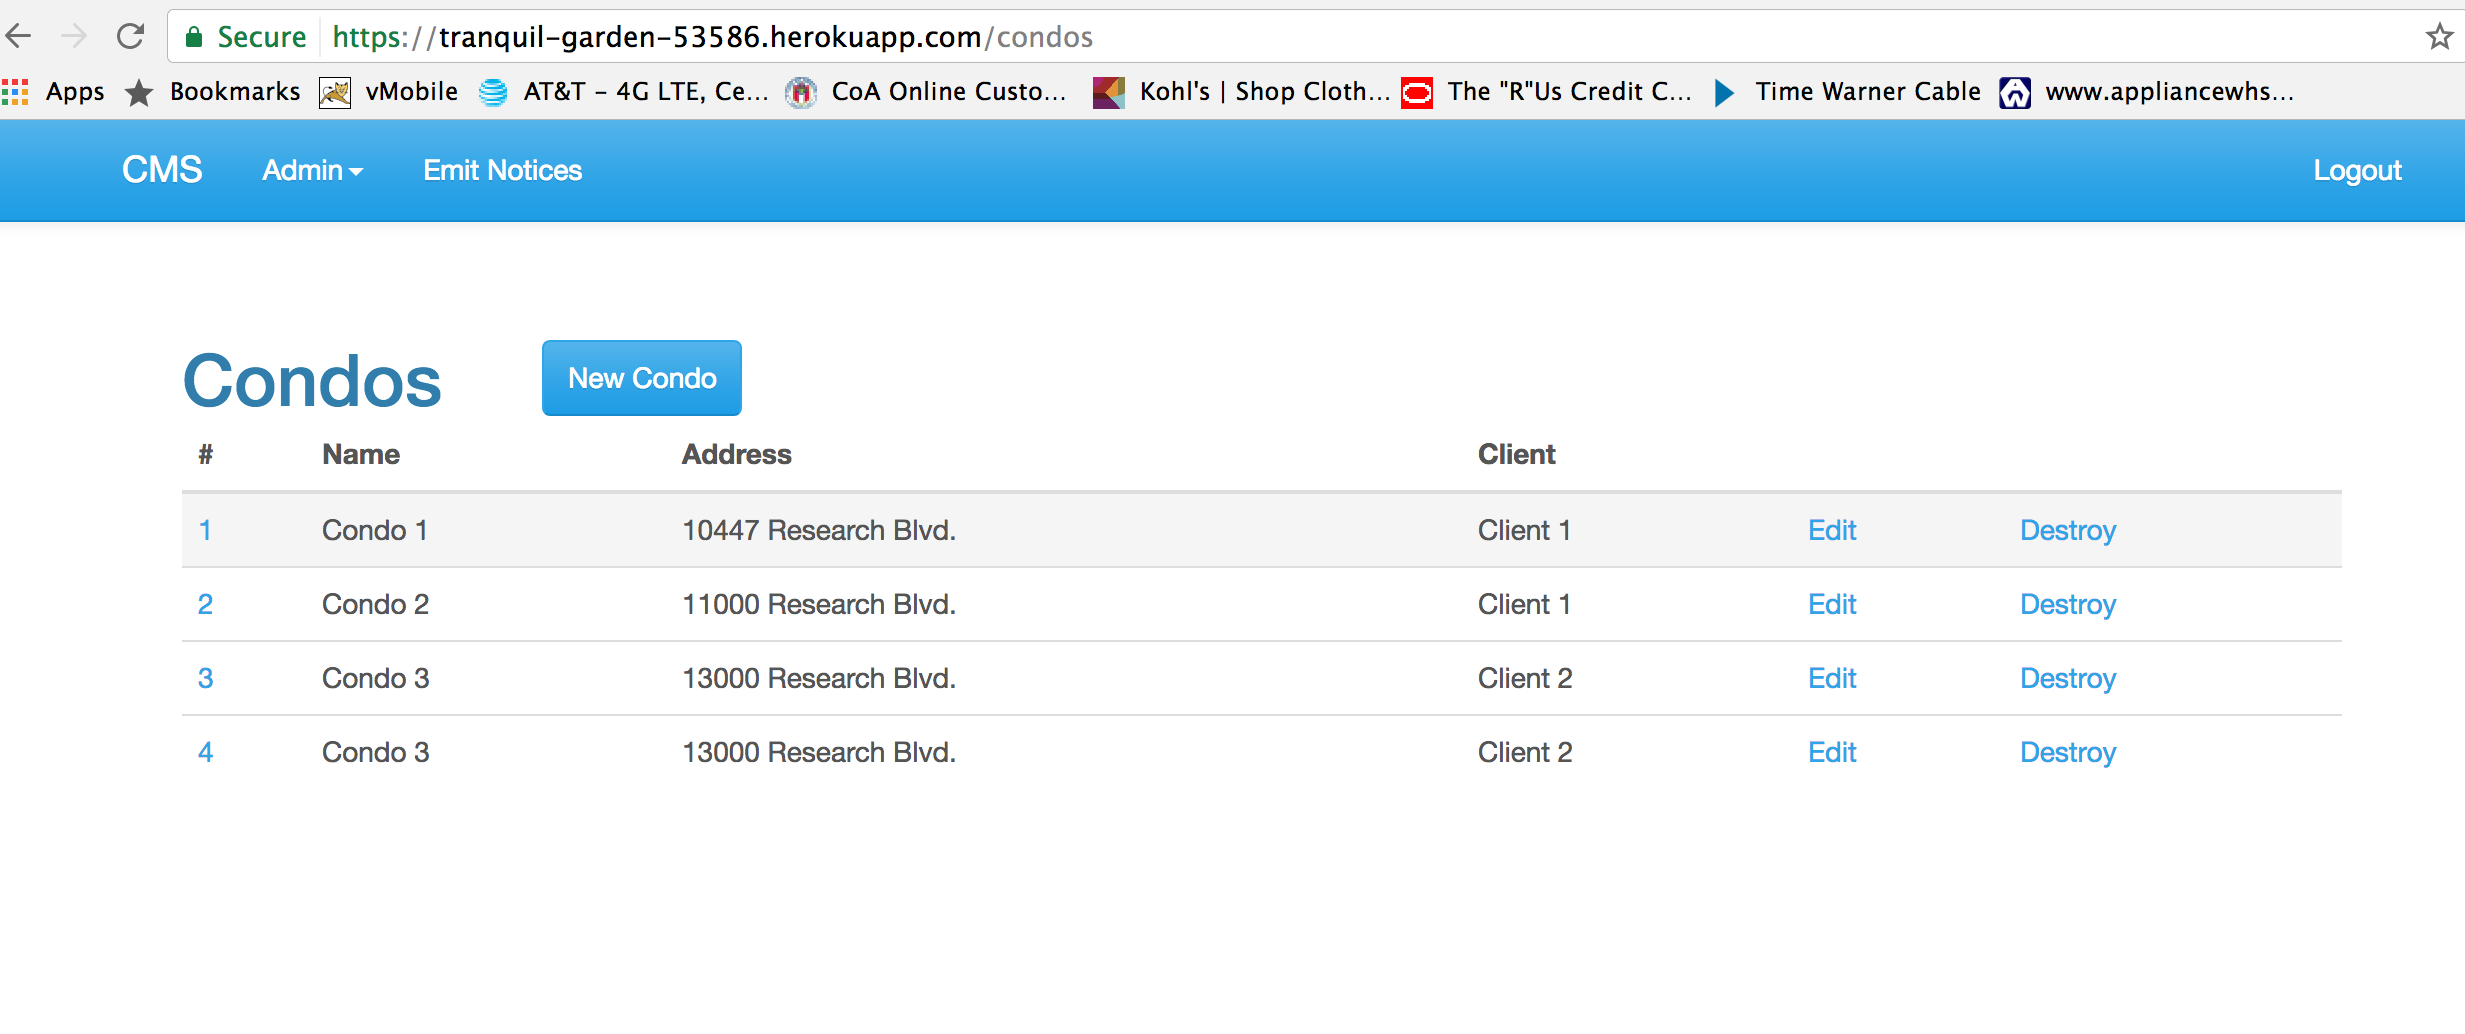 Secure https://tranquil-garden-53586.herokuapp.com/condos
Apps Bookmarks vMobile AT&T - 4G LTE, Ce... CoA Online Custo... Kohl's | Shop Cloth... The "R"Us Credit C... Time Warner Cable www.appliancewhs...
CMS Admin Emit Notices Logout
Condos New Condo
# Name Address Client
1 Condo 1 10447 Research Blvd. Client 1 Edit Destroy
2 Condo 2 11000 Research Blvd. Client 1 Edit Destroy
3 Condo 3 13000 Research Blvd. Client 2 Edit Destroy
4 Condo 3 13000 Research Blvd. Client 2 Edit Destroy